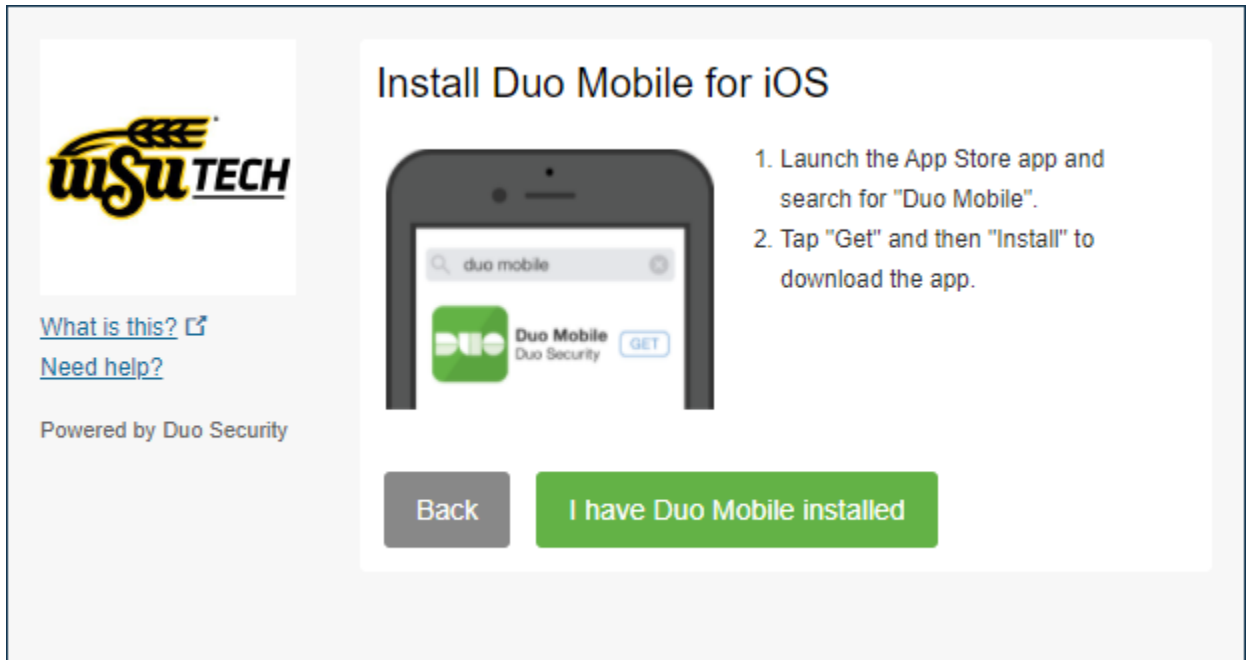 WSU TECH
What is this?
Need help?
Powered by Duo Security
Install Duo Mobile for iOS
duo mobile
DUO
Duo Mobile
Duo Security
GET
1. Launch the App Store app and
search for "Duo Mobile".
2. Tap "Get" and then "Install" to
download the app.
Back
I have Duo Mobile installed